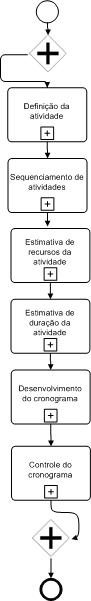 Definição da
atividade
Sequenciamento de
atividades
Estimativa de
recursos da
atividade
Estimativa de
duração da
atividade
Desenvolvimento
do cronograma
Controle do
cronograma